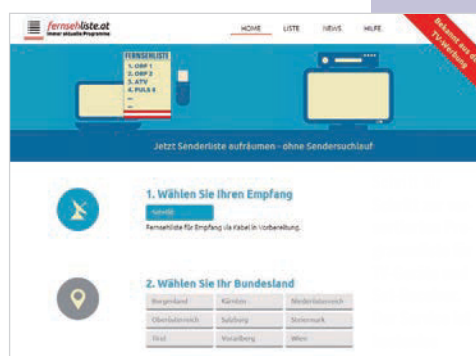 fernsehliste.at
immer aktuelle Programme
HOME LISTE NEWS HILFE
Bekannt aus der
TV-Werbung
FERNSEHLISTE
1. ORF 1
2. ORF 2
3. ATV
4. PULS 4
...
...
Jetzt Senderliste aufräumen - ohne Sendersuchlauf
1. Wählen Sie Ihren Empfang
Satellit
Fernsehliste für Empfang via Kabel in Vorbereitung.
2. Wählen Sie Ihr Bundesland
Burgenland Kärnten Niederösterreich
Oberösterreich Salzburg Steiermark
Tirol Vorarlberg Wien